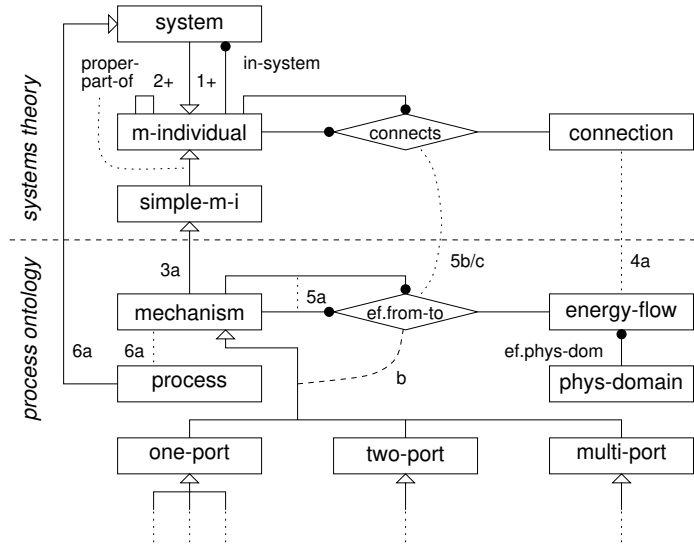 system
proper-
part-of
2+
1+
in-system
m-individual
connects
connection
systems theory
simple-m-i
3a
5b/c
4a
mechanism
5a
ef.from-to
energy-flow
process ontology
6a
6a
process
b
ef.phys-dom
phys-domain
one-port
two-port
multi-port